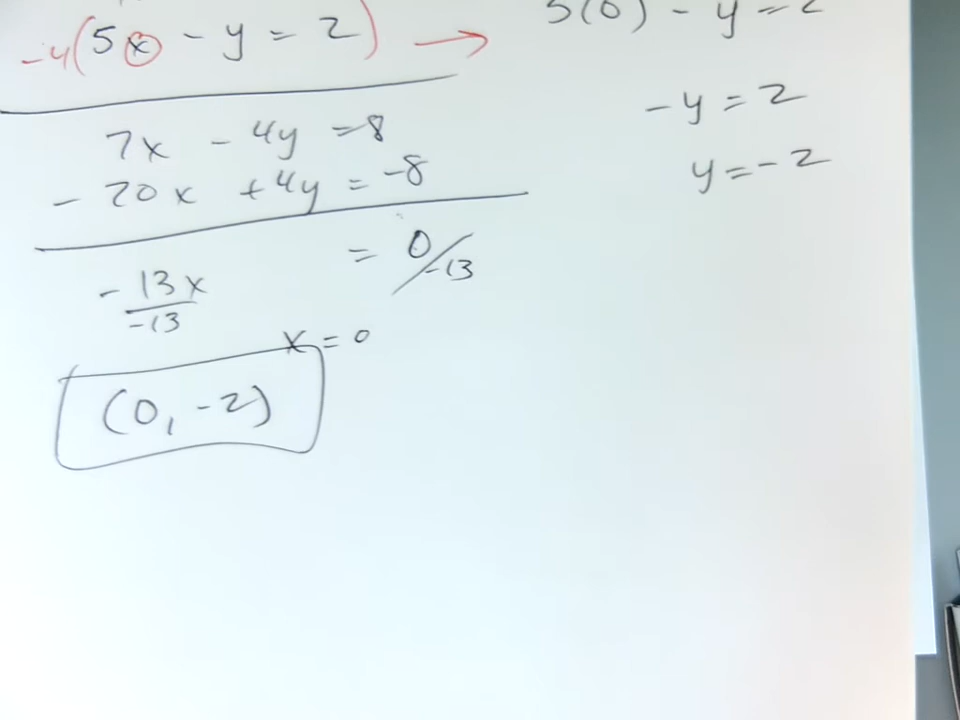 -4(5x - y = 2) →
5(0) - y = 2
7x - 4y = 8
- 20x + 4y = -8
-13x/-13 = 0/-13
x = 0
(0, -2)
-y = 2
y = -2